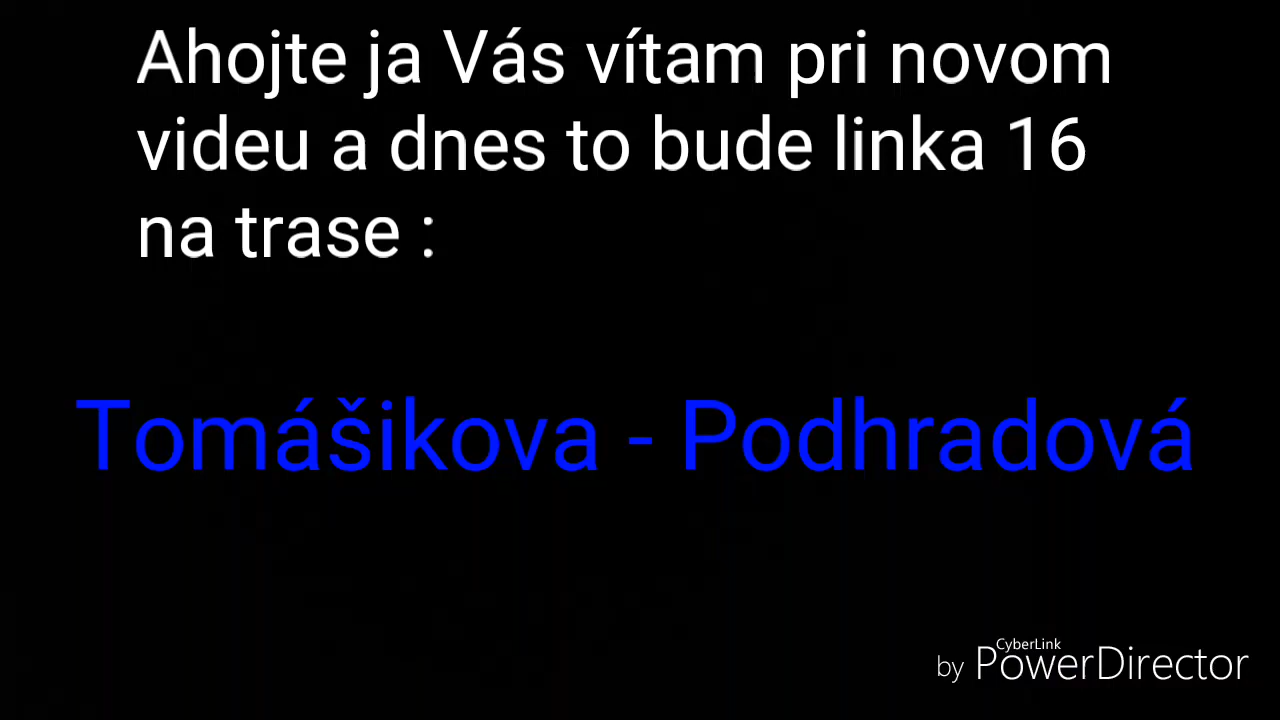 Ahojte ja Vás vítam pri novom
videu a dnes to bude linka 16
na trase :
Tomášikova - Podhradová
CyberLink
by PowerDirector